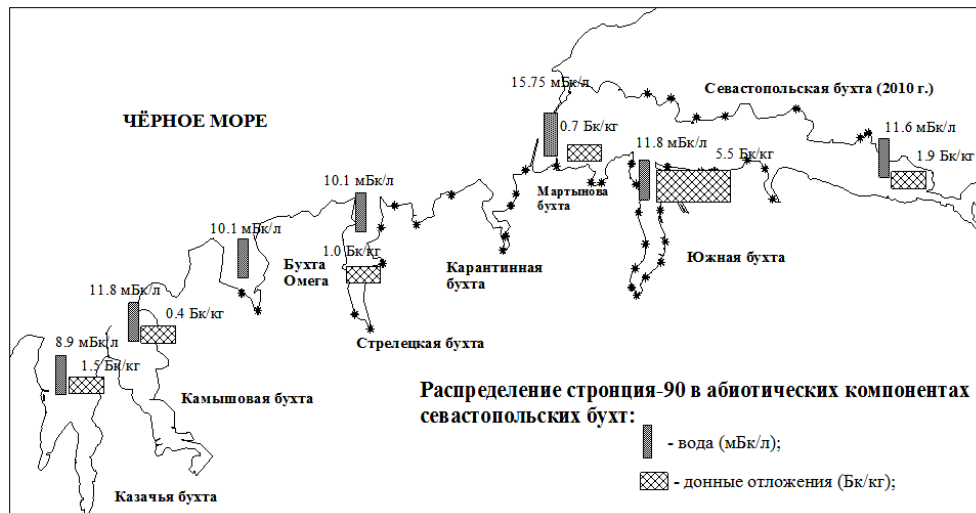 15.75 мБк/л
Севастопольская бухта (2010 г.)
ЧЁРНОЕ МОРЕ
0.7 Бк/кг
11.8 мБк/л
11.6 мБк/л
5.5 Бк/кг
1.9 Бк/кг
10.1 мБк/л
Мартынова
бухта
10.1 мБк/л
1.0 Бк/кг
Бухта
Омега
Карантинная
бухта
Южная бухта
11.8 мБк/л
0.4 Бк/кг
Стрелецкая бухта
8.9 мБк/л
1.5 Бк/кг
Камышовая бухта
Казачья бухта
Распределение стронция-90 в абиотических компонентах
севастопольских бухт:
- вода (мБк/л);
- донные отложения (Бк/кг);